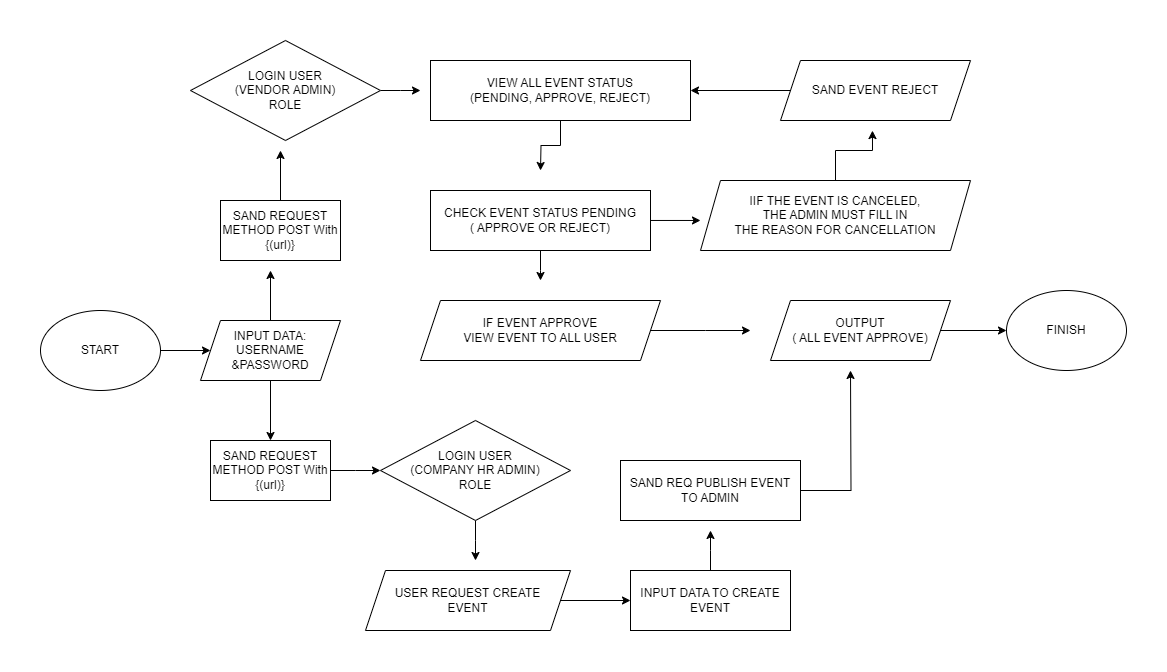 LOGIN USER
(VENDOR ADMIN)
ROLE
VIEW ALL EVENT STATUS
(PENDING, APPROVE, REJECT)
SAND EVENT REJECT
SAND REQUEST
METHOD POST With
{(url)}
CHECK EVENT STATUS PENDING
( APPROVE OR REJECT)
IIF THE EVENT IS CANCELED,
THE ADMIN MUST FILL IN
THE REASON FOR CANCELLATION
START
INPUT DATA:
USERNAME
&PASSWORD
IF EVENT APPROVE
VIEW EVENT TO ALL USER
OUTPUT
( ALL EVENT APPROVE)
FINISH
SAND REQUEST
METHOD POST With
{(url)}
LOGIN USER
(COMPANY HR ADMIN)
ROLE
SAND REQ PUBLISH EVENT
TO ADMIN
USER REQUEST CREATE
EVENT
INPUT DATA TO CREATE
EVENT